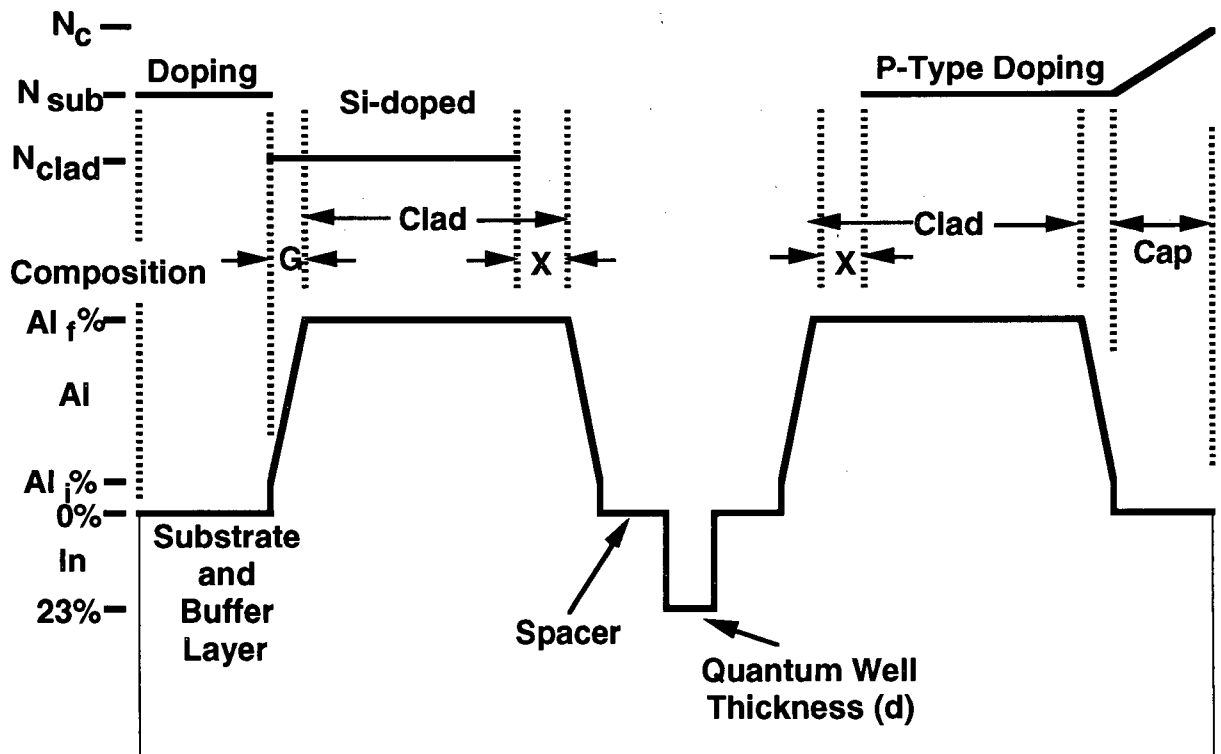 N_c
Doping
P-Type Doping
N_sub
Si-doped
N_clad
Clad
Clad
G
X
X
Cap
Composition
Al_f%
Al
Al_i%
0%
In
23%
Substrate
and
Buffer
Layer
Spacer
Quantum Well
Thickness (d)